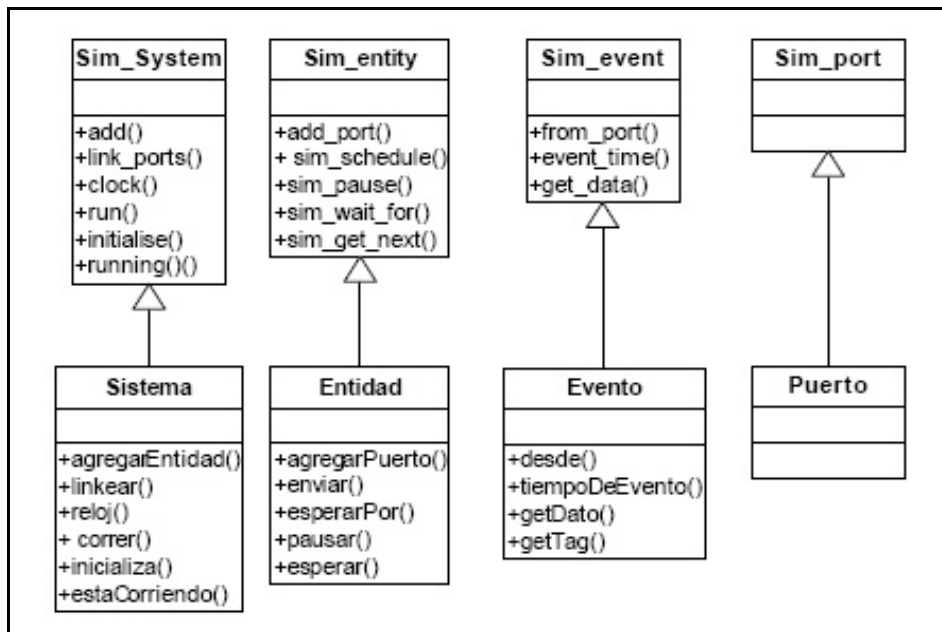 Sim_System
+add()
+link_ports()
+clock()
+run()
+initialise()
+running()()
Sim_entity
+add_port()
+ sim_schedule()
+sim_pause()
+sim_wait_for()
+sim_get_next()
Sim_event
+from_port()
+event_time()
+get_data()
Sim_port
Sistema
+agregarEntidad()
+linkear()
+reloj()
+ correr()
+inicializa()
+estaCorriendo()
Entidad
+agregarPuerto()
+enviar()
+esperarPor()
+pausar()
+esperar()
Evento
+desde()
+tiempoDeEvento()
+getDato()
+getTag()
Puerto